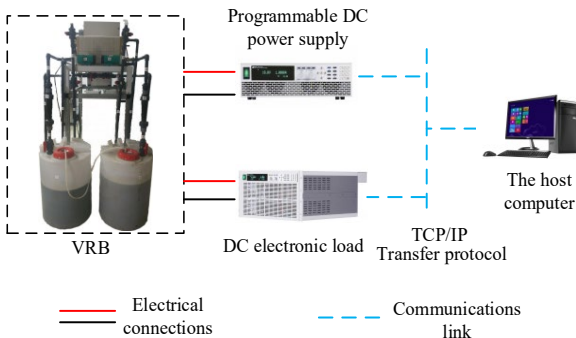 Programmable DC
power supply
VRB
DC electronic load
TCP/IP
Transfer protocol
The host
computer
Electrical
connections
Communications
link